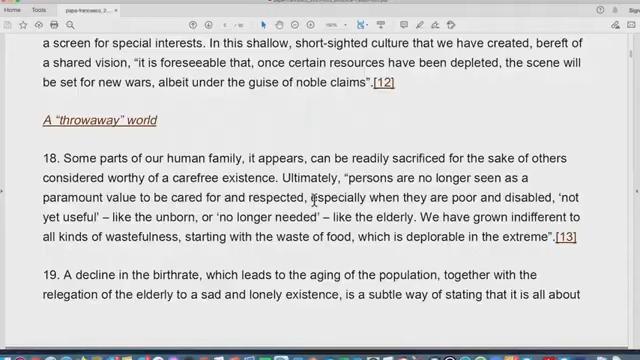 papa-francesco_2...
Home
Tools
a screen for special interests. In this shallow, short-sighted culture that we have created, bereft of
a shared vision, “it is foreseeable that, once certain resources have been depleted, the scene will
be set for new wars, albeit under the guise of noble claims”.[12]
A “throwaway” world
18. Some parts of our human family, it appears, can be readily sacrificed for the sake of others
considered worthy of a carefree existence. Ultimately, “persons are no longer seen as a
paramount value to be cared for and respected, especially when they are poor and disabled, ‘not
yet useful’ – like the unborn, or ‘no longer needed’ – like the elderly. We have grown indifferent to
all kinds of wastefulness, starting with the waste of food, which is deplorable in the extreme”.[13]
19. A decline in the birthrate, which leads to the aging of the population, together with the
relegation of the elderly to a sad and lonely existence, is a subtle way of stating that it is all about